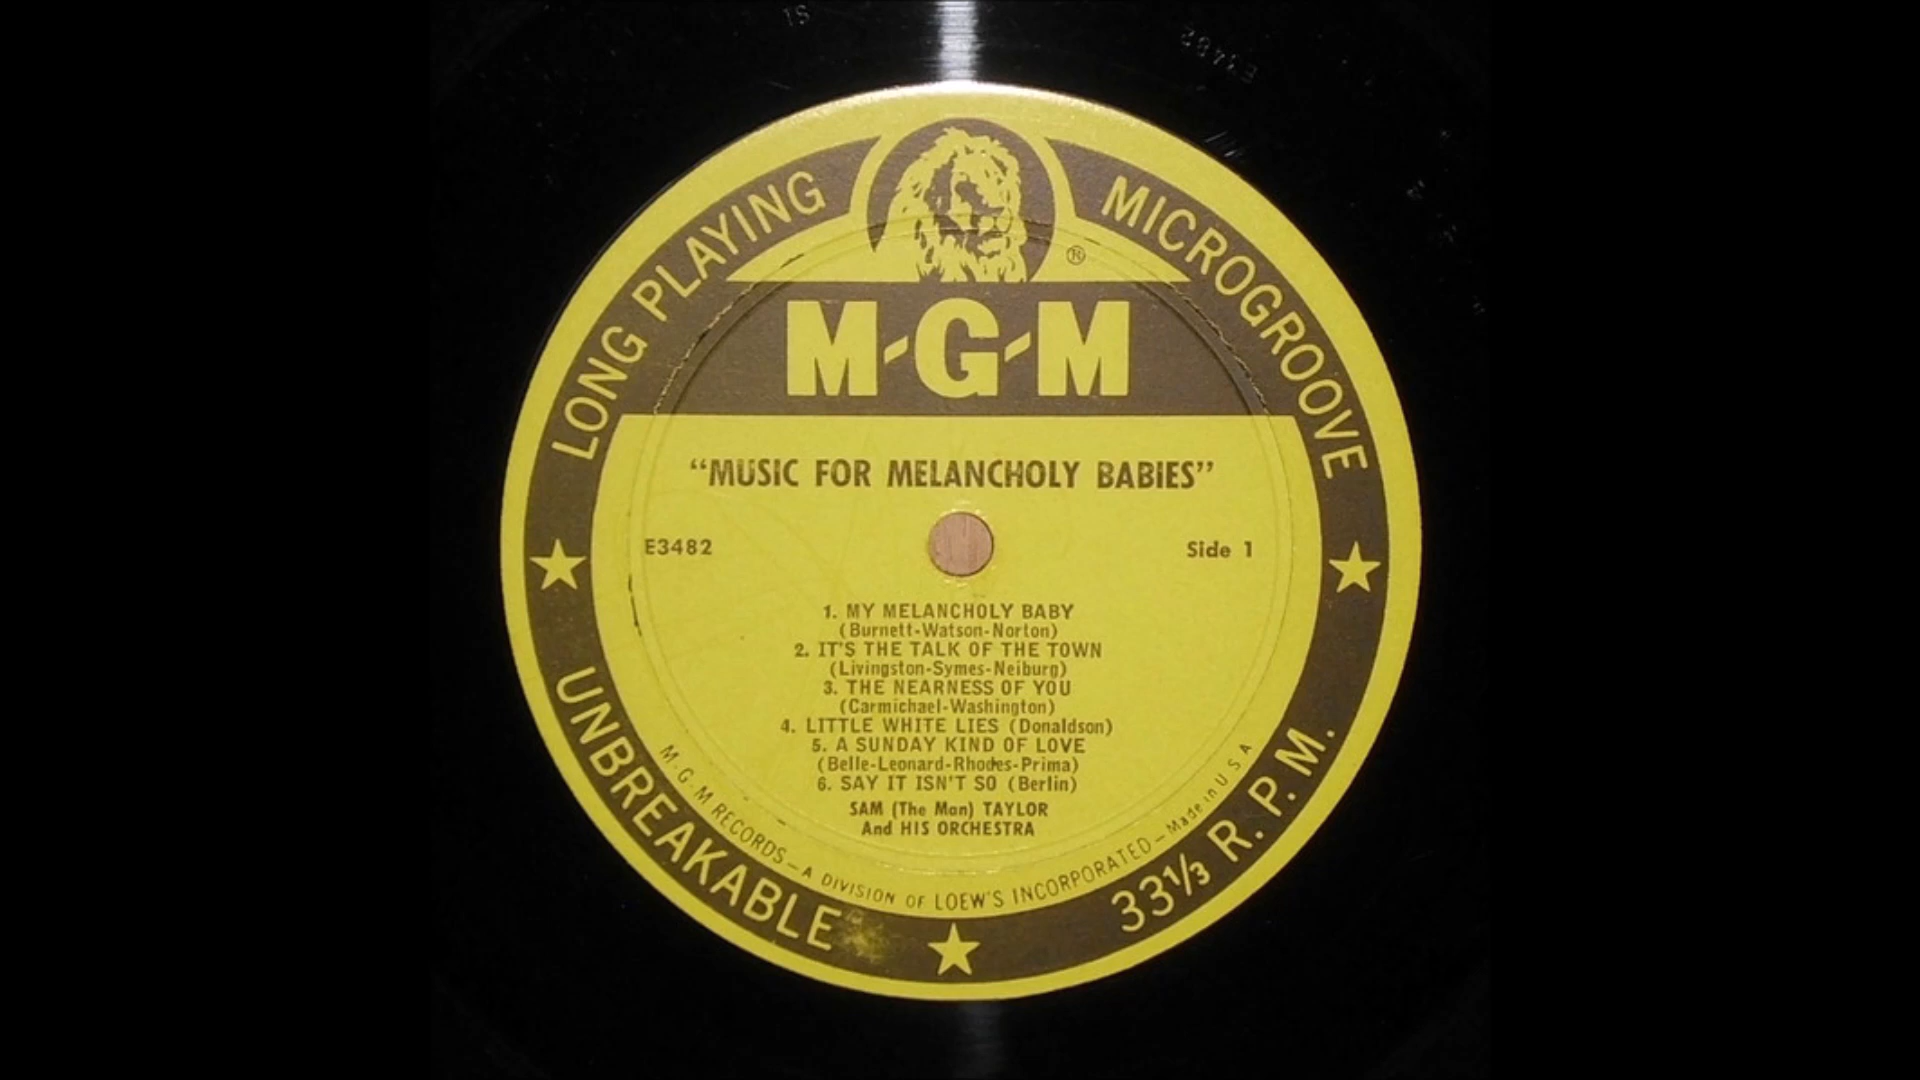 E3482
LONG PLAYING
MICROGROOVE
®
M-G-M
“MUSIC FOR MELANCHOLY BABIES”
E3482
Side 1
1. MY MELANCHOLY BABY
(Burnett-Watson-Norton)
2. IT'S THE TALK OF THE TOWN
(Livingston-Symes-Neiburg)
3. THE NEARNESS OF YOU
(Carmichael-Washington)
4. LITTLE WHITE LIES (Donaldson)
5. A SUNDAY KIND OF LOVE
(Belle-Leonard-Rhodes-Prima)
6. SAY IT ISN'T SO (Berlin)
SAM (The Man) TAYLOR
And HIS ORCHESTRA
M-G-M RECORDS — A DIVISION OF LOEW'S INCORPORATED — Made in U S A
UNBREAKABLE
33⅓ R. P. M.